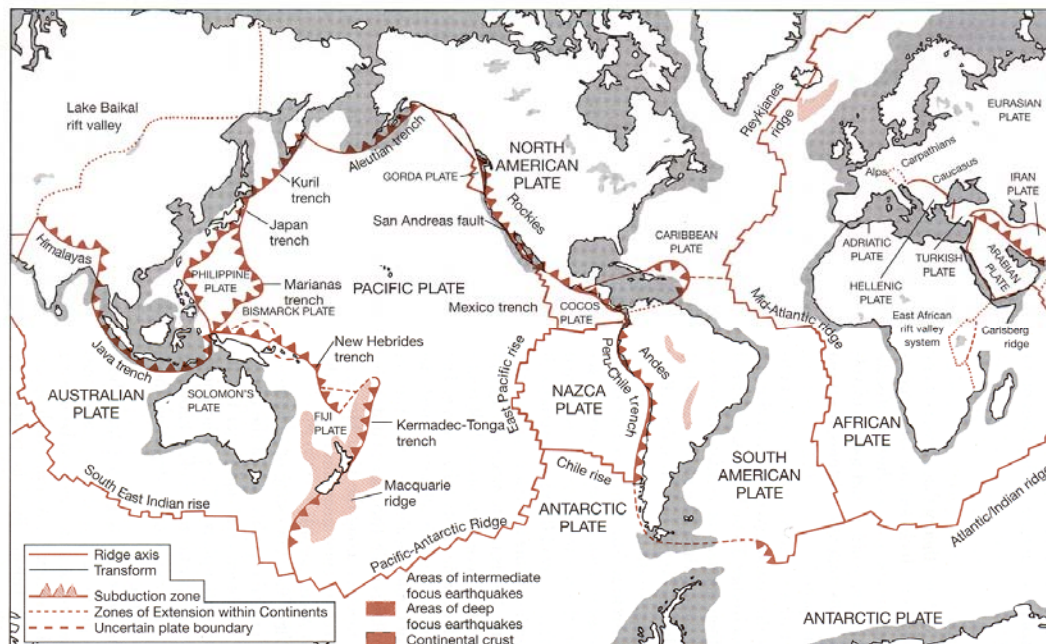 Lake Baikal
rift valley
Aleutian trench
Kuril
trench
Japan
trench
Himalayas
PHILIPPINE
PLATE
Marianas
trench
BISMARCK PLATE
PACIFIC PLATE
Java trench
AUSTRALIAN
PLATE
SOLOMON'S
PLATE
New Hebrides
trench
FIJI
PLATE
Kermadec-Tonga
trench
Macquarie
ridge
South East Indian rise
Pacific-Antarctic Ridge
NORTH
AMERICAN
PLATE
GORDA PLATE
Rockies
San Andreas fault
Mexico trench
COCOS
PLATE
CARIBBEAN
PLATE
East Pacific rise
NAZCA
PLATE
Peru-Chile trench
Andes
Chile rise
ANTARCTIC
PLATE
SOUTH
AMERICAN
PLATE
Reykjanes
ridge
Mid-Atlantic ridge
EURASIAN
PLATE
Alps
Carpathians
Caucasus
IRAN
PLATE
ADRIATIC
PLATE
TURKISH
PLATE
ARABIAN
PLATE
HELLENIC
PLATE
East African
rift valley
system
Carlsberg
ridge
AFRICAN
PLATE
Atlantic/Indian ridge
ANTARCTIC PLATE
Ridge axis
Transform
Subduction zone
Zones of Extension within Continents
Uncertain plate boundary
Areas of intermediate
focus earthquakes
Areas of deep
focus earthquakes
Continental crust